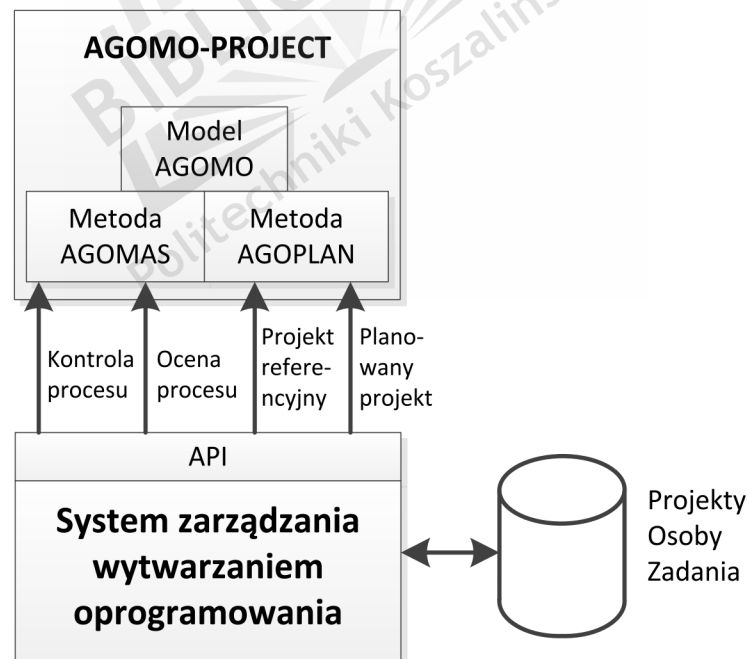 AGOMO-PROJECT
Model
AGOMO
Metoda
AGOMAS
Metoda
AGOPLAN
Kontrola
procesu
Ocena
procesu
Projekt
refere-
ncyjny
Plano-
wany
projekt
API
System zarządzania
wytwarzaniem
oprogramowania
Projekty
Osoby
Zadania